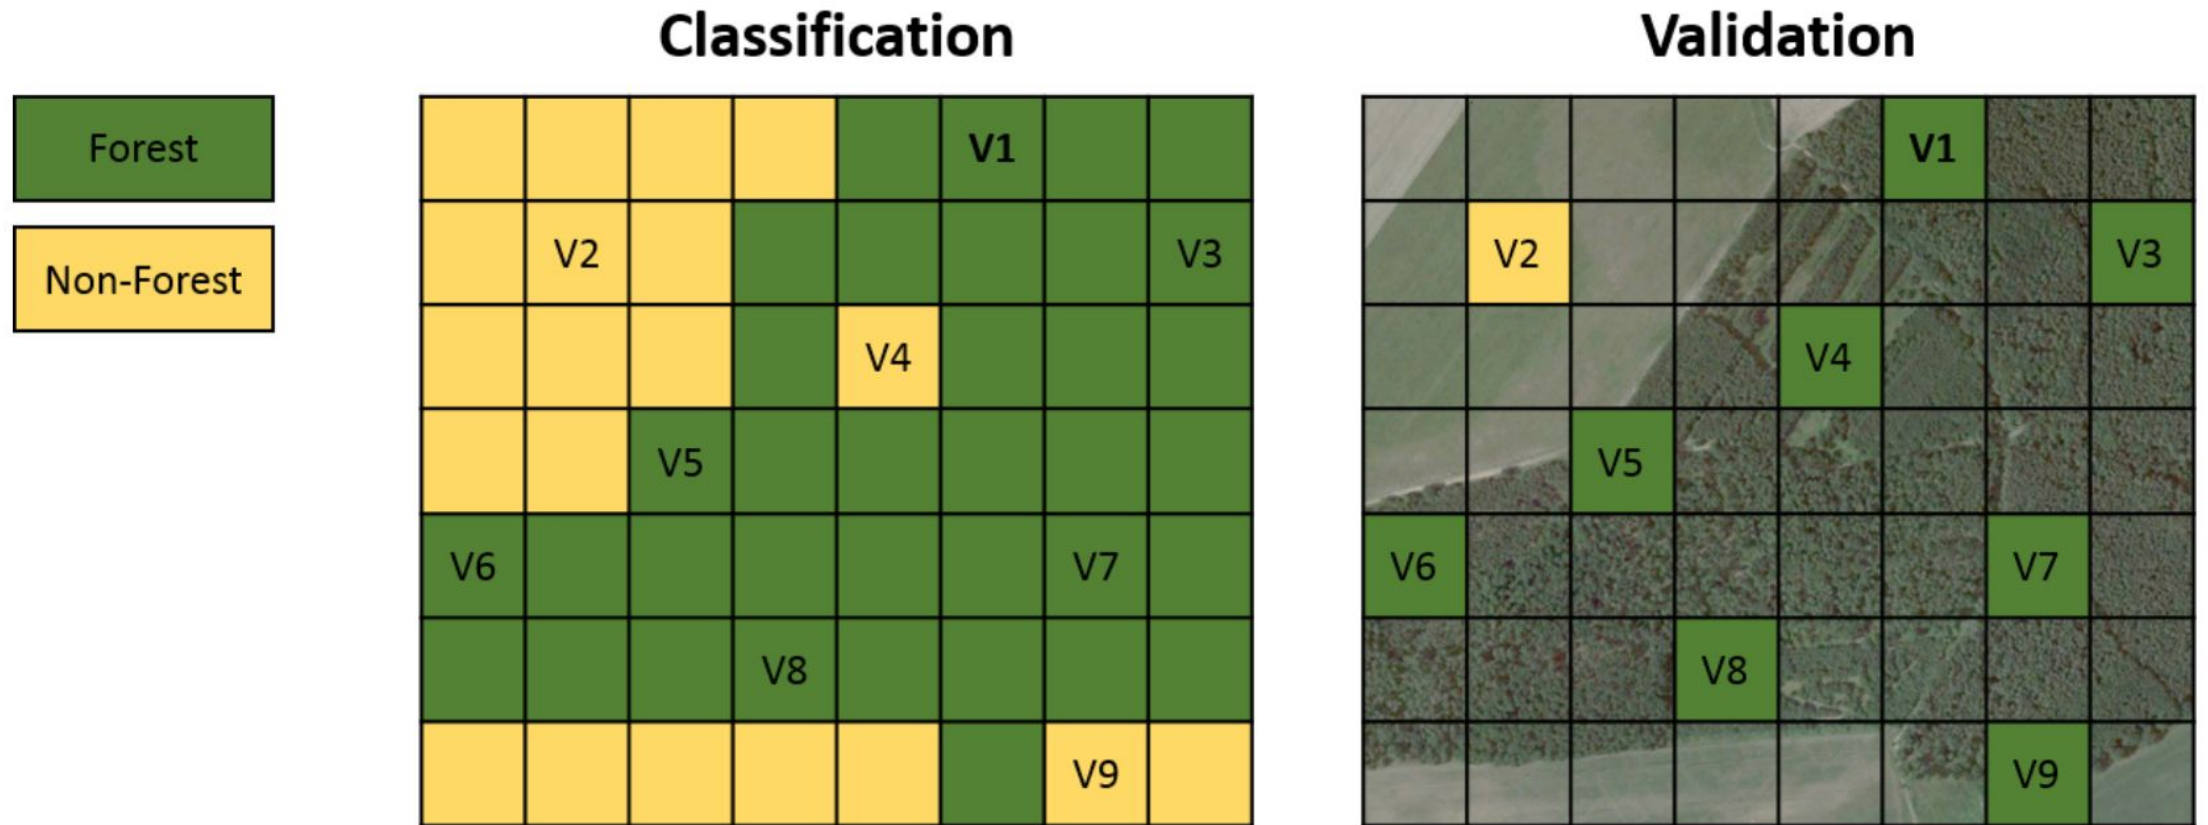 Classification
Validation
Forest
Non-Forest
V1
V2
V3
V4
V5
V6
V7
V8
V9
V1
V2
V3
V4
V5
V6
V7
V8
V9